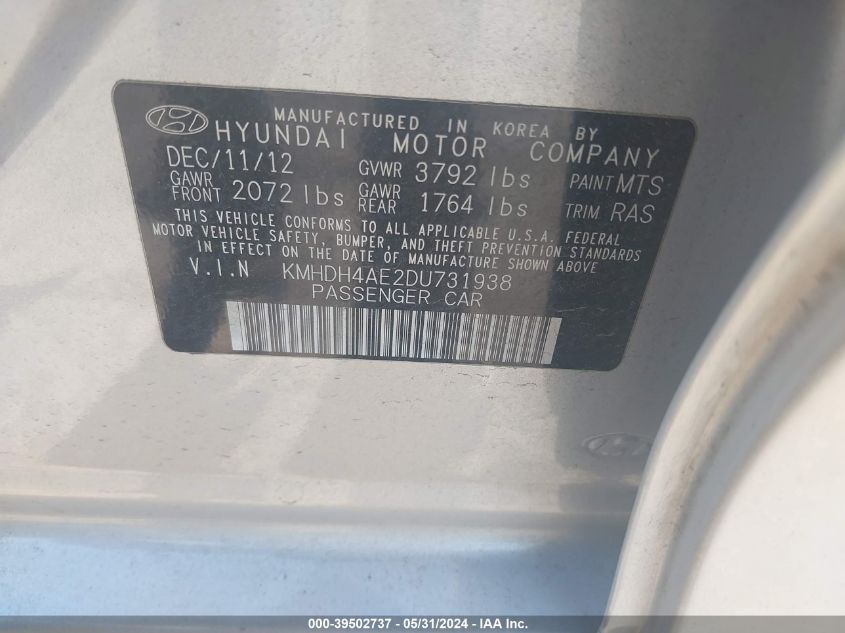 MANUFACTURED IN KOREA BY
HYUNDAI MOTOR COMPANY
DEC/11/12 GVWR 3792 lbs PAINT MTS
GAWR FRONT 2072 lbs GAWR REAR 1764 lbs TRIM RAS
THIS VEHICLE CONFORMS TO ALL APPLICABLE U.S.A. FEDERAL
MOTOR VEHICLE SAFETY, BUMPER, AND THEFT PREVENTION STANDARDS
IN EFFECT ON THE DATE OF MANUFACTURE SHOWN ABOVE
V.I.N KMHDH4AE2DU731938
PASSENGER CAR
000-39502737 - 05/31/2024 - IAA Inc.